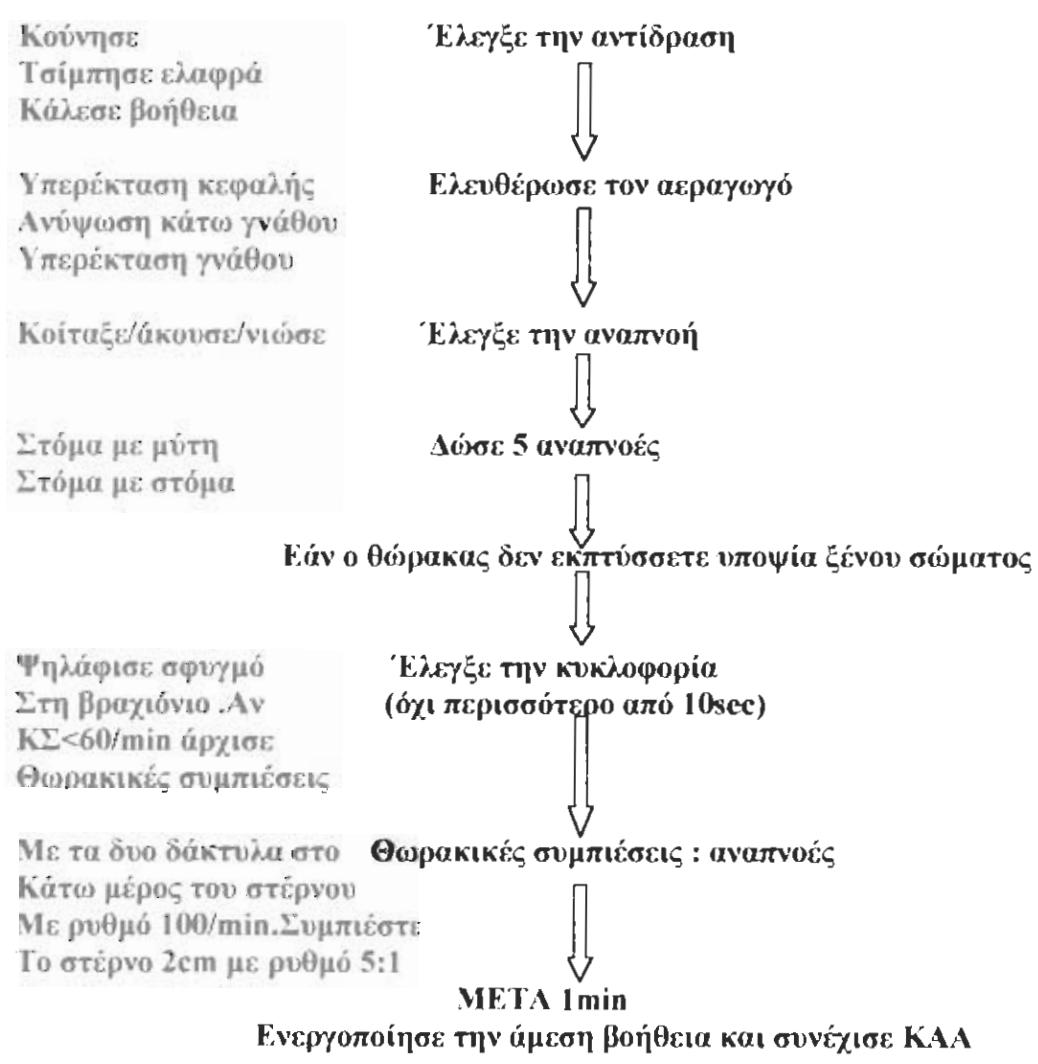 Κούνησε
Τσίμπησε ελαφρά
Κάλεσε βοήθεια
Έλεγξε την αντίδραση
Υπερέκταση κεφαλής
Ανύψωση κάτω γνάθου
Υπερέκταση γνάθου
Ελευθέρωσε τον αεραγωγό
Κοίταξε/άκουσε/νιώσε
Έλεγξε την αναπνοή
Στόμα με μύτη
Στόμα με στόμα
Δώσε 5 αναπνοές
Εάν ο θώρακας δεν εκπτύσσετε υποψία ξένου σώματος
Ψηλάφισε σφυγμό
Στη βραχιόνιο .Αν
ΚΣ<60/min άρχισε
Θωρακικές συμπιέσεις
Έλεγξε την κυκλοφορία
(όχι περισσότερο από 10sec)
Με τα δυο δάκτυλα στο
Κάτω μέρος του στέρνου
Με ρυθμό 100/min.Συμπιέστε
Το στέρνο 2cm με ρυθμό 5:1
Θωρακικές συμπιέσεις : αναπνοές
ΜΕΤΑ 1min
Ενεργοποίησε την άμεση βοήθεια και συνέχισε ΚΑΑ